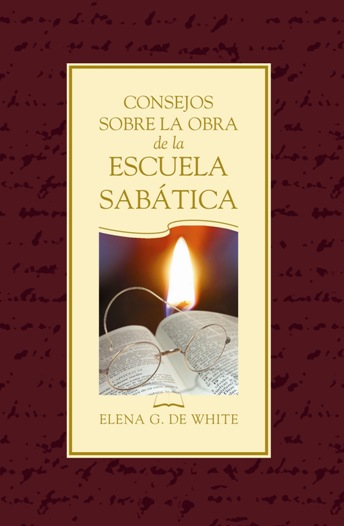 CONSEJOS
SOBRE LA OBRA
de la
ESCUELA
SABÁTICA
ELENA G. DE WHITE